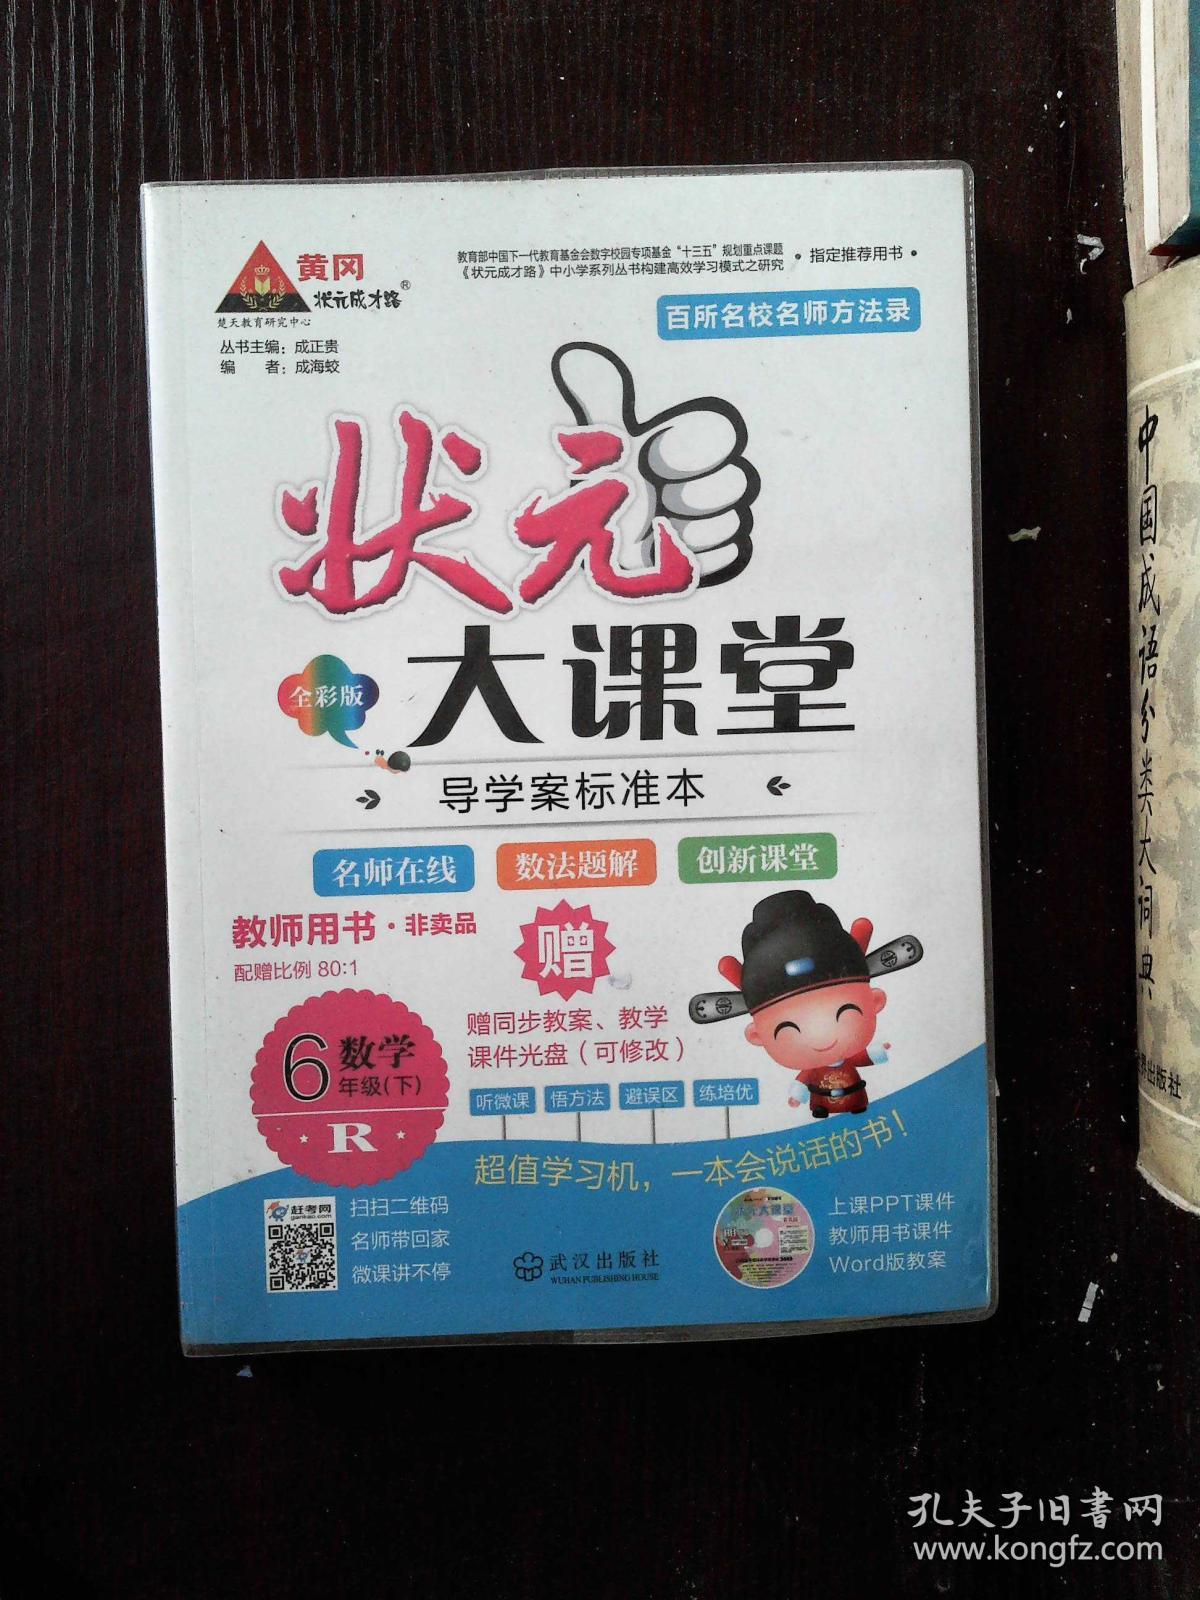 黄冈
状元成才路®
楚天教育研究中心
丛书主编：成正贵
编　者：成海蛟
教育部中国下一代教育基金会数字校园专项基金“十三五”规划重点课题
《状元成才路》中小学系列丛书构建高效学习模式之研究
·指定推荐用书·
百所名校名师方法录
状元
全彩版
大课堂
导学案标准本
名师在线
数法题解
创新课堂
教师用书·非卖品
配赠比例 80:1
赠
赠同步教案、教学
课件光盘（可修改）
6
数学
年级(下)
R
听微课
悟方法
避误区
练培优
超值学习机，一本会说话的书！
赶考网
gankao.com
扫扫二维码
名师带回家
微课讲不停
武汉出版社
WUHAN PUBLISHING HOUSE
上课PPT课件
教师用书课件
Word版教案
中国成语分类大词典
界出版社
孔夫子旧书网
www.kongfz.com